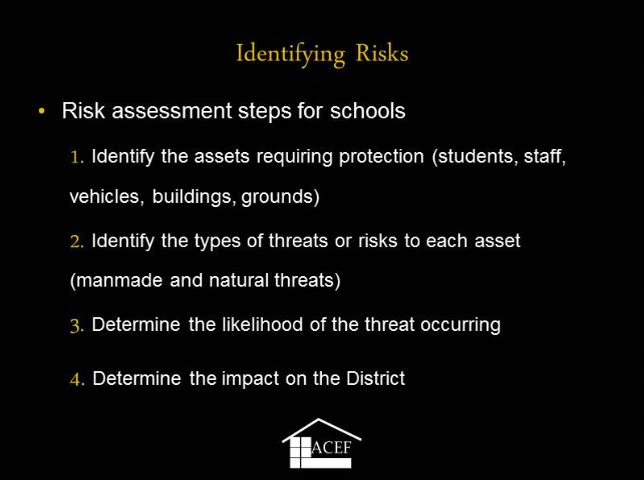 Identifying Risks
• Risk assessment steps for schools
1. Identify the assets requiring protection (students, staff,
vehicles, buildings, grounds)
2. Identify the types of threats or risks to each asset
(manmade and natural threats)
3. Determine the likelihood of the threat occurring
4. Determine the impact on the District
ACEF